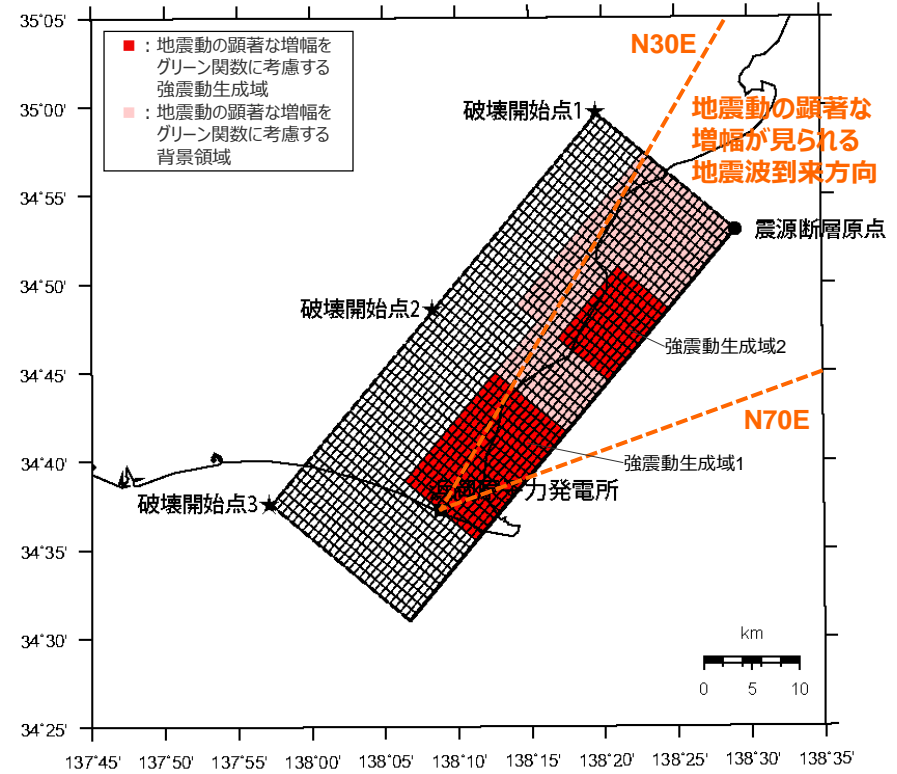 35°05'
35°00'
34°55'
34°50'
34°45'
34°40'
34°35'
34°30'
34°25'
■ : 地震動の顕著な増幅を
グリーン関数に考慮する
強震動生成域
■ : 地震動の顕著な増幅を
グリーン関数に考慮する
背景領域
N30E
地震動の顕著な
増幅が見られる
地震波到来方向
破壊開始点1
震源断層原点
破壊開始点2
強震動生成域2
N70E
強震動生成域1
力発電所
破壊開始点3
km
0 5 10
137°45' 137°50' 137°55' 138°00' 138°05' 138°10' 138°15' 138°20' 138°25' 138°30' 138°35'